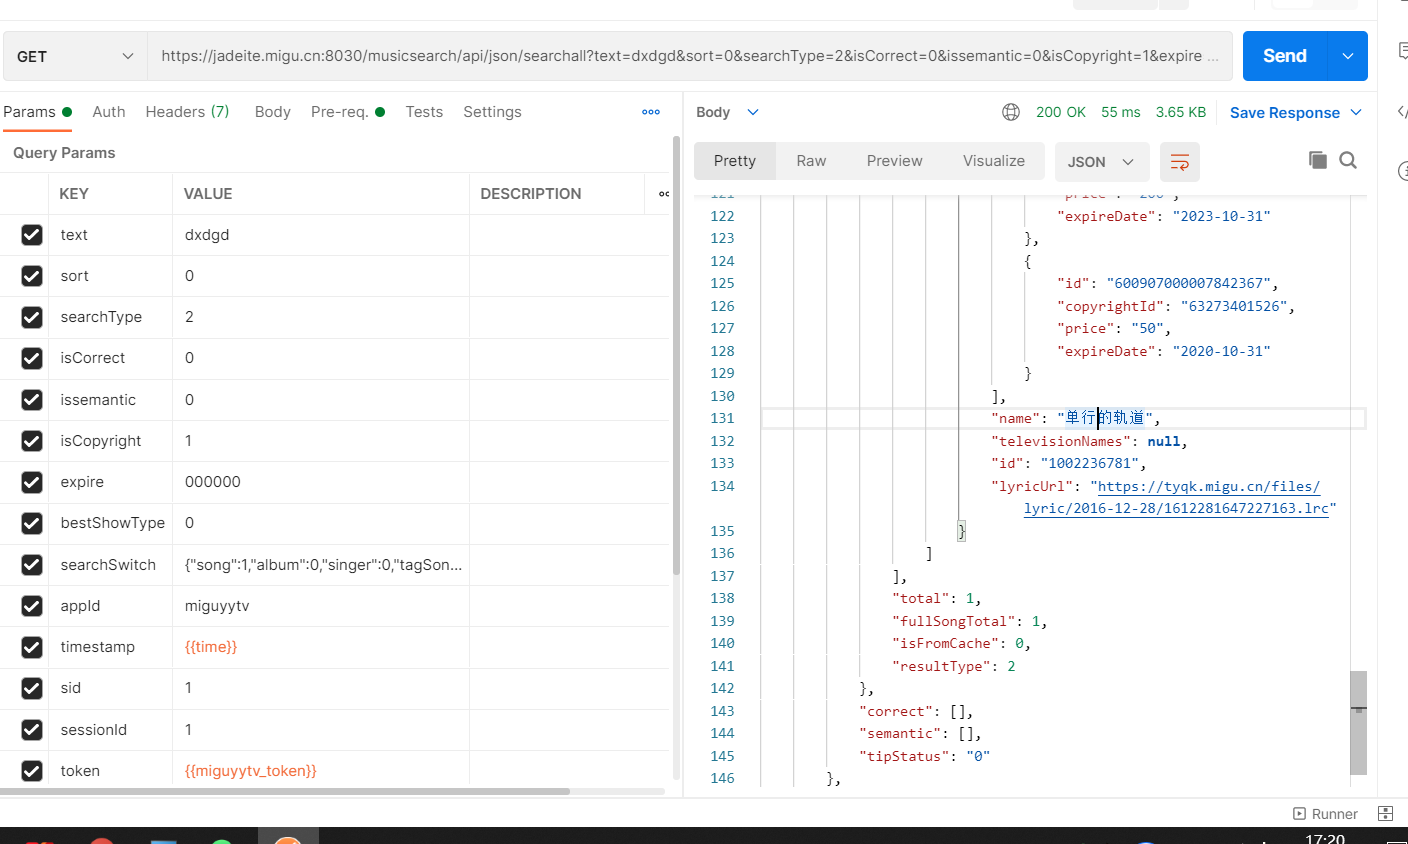 GET
https://jadeite.migu.cn:8030/musicsearch/api/json/searchall?text=dxdgd&sort=0&searchType=2&isCorrect=0&issemantic=0&isCopyright=1&expire ...
Send
Params
Auth
Headers (7)
Body
Pre-req.
Tests
Settings
Body
200 OK
55 ms
3.65 KB
Save Response
Query Params
Pretty
Raw
Preview
Visualize
JSON
KEY VALUE DESCRIPTION
text dxdgd
sort 0
searchType 2
isCorrect 0
issemantic 0
isCopyright 1
expire 000000
bestShowType 0
searchSwitch {"song":1,"album":0,"singer":0,"tagSon...
appId miguyytv
timestamp {{time}}
sid 1
sessionId 1
token {{miguyytv_token}}
121 "price": "200",
122 "expireDate": "2023-10-31"
123 },
124 {
125 "id": "600907000007842367",
126 "copyrightId": "63273401526",
127 "price": "50",
128 "expireDate": "2020-10-31"
129 }
130 ],
131 "name": "单行的轨道",
132 "televisionNames": null,
133 "id": "1002236781",
134 "lyricUrl": "https://tyqk.migu.cn/files/
lyric/2016-12-28/1612281647227163.lrc"
135 }
136 ]
137 ],
138 "total": 1,
139 "fullSongTotal": 1,
140 "isFromCache": 0,
141 "resultType": 2
142 },
143 "correct": [],
144 "semantic": [],
145 "tipStatus": "0"
146 },
Runner
17:20